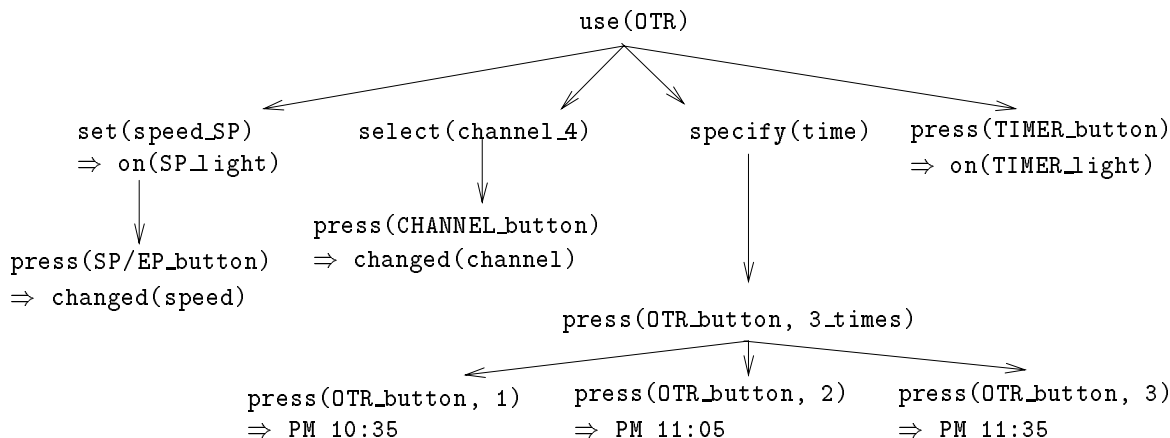 use(OTR)
set(speed_SP)
⇒ on(SP_light)
select(channel_4)
specify(time)
press(TIMER_button)
⇒ on(TIMER_light)
press(SP/EP_button)
⇒ changed(speed)
press(CHANNEL_button)
⇒ changed(channel)
press(OTR_button, 3_times)
press(OTR_button, 1)
⇒ PM 10:35
press(OTR_button, 2)
⇒ PM 11:05
press(OTR_button, 3)
⇒ PM 11:35